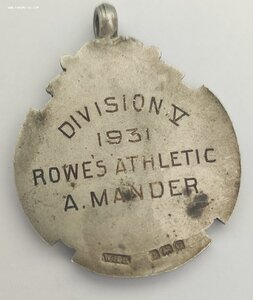 DIVISION V
1931
ROWE'S ATHLETIC
A. MANDER